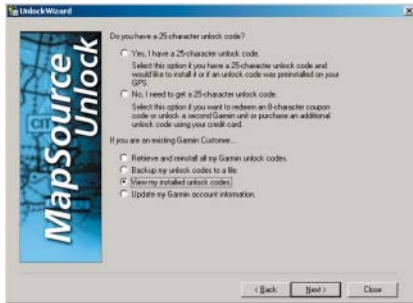 UnlockWizard
MapSource
Unlock
Do you have a 25-character unlock code?
Yes, I have a 25-character unlock code.
Select this option if you have a 25-character unlock code and
would like to install it or if an unlock code was preinstalled on your
GPS.
No, I need to get a 25-character unlock code.
Select this option if you want to redeem an 8-character coupon
code or unlock a second Garmin unit or purchase an additional
unlock code using your credit card.
If you are an existing Garmin Customer...
Retrieve and reinstall all my Garmin unlock codes.
Backup my unlock codes to a file.
View my installed unlock codes.
Update my Garmin account information.
< Back Next > Close